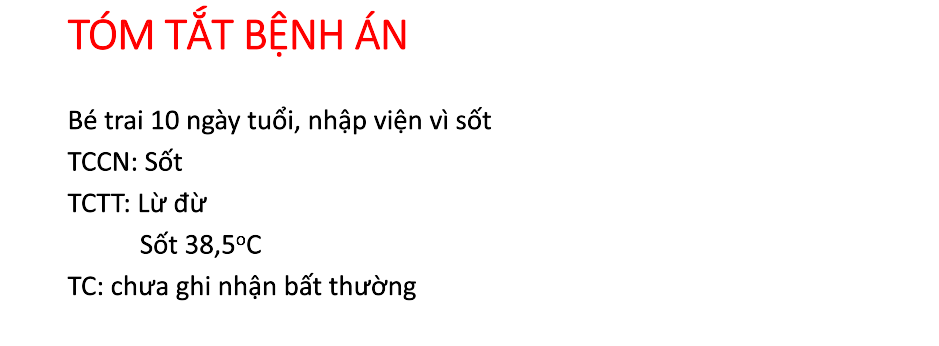 TÓM TẮT BỆNH ÁN
Bé trai 10 ngày tuổi, nhập viện vì sốt
TCCN: Sốt
TCTT: Lừ đừ
Sốt 38,5ºC
TC: chưa ghi nhận bất thường